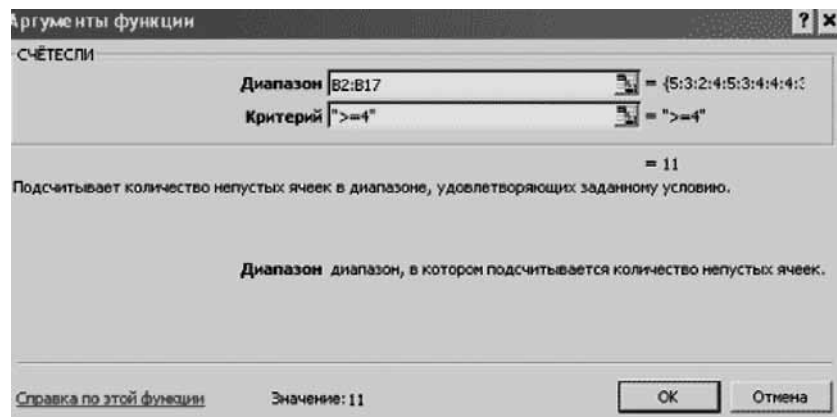 Аргументы функции
СЧЁТЕСЛИ
Диапазон B2:B17 = {5:3:2:4:5:3:4:4:4:3
Критерий ">=4" = ">=4"
= 11
Подсчитывает количество непустых ячеек в диапазоне, удовлетворяющих заданному условию.
Диапазон диапазон, в котором подсчитывается количество непустых ячеек.
Справка по этой функции Значение:11 OK Отмена